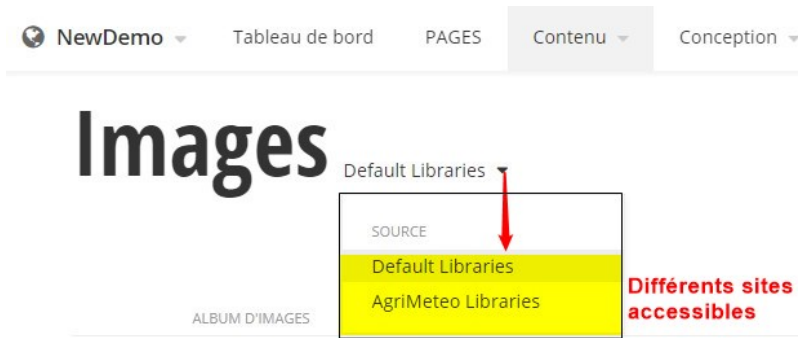 NewDemo Tableau de bord PAGES Contenu Conception
Images Default Libraries
SOURCE
Default Libraries
AgriMeteo Libraries
Différents sites
accessibles
ALBUM D'IMAGES